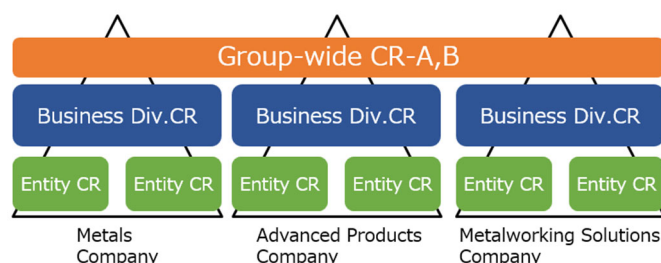 Group-wide CR-A,B
Business Div.CR
Business Div.CR
Business Div.CR
Entity CR
Entity CR
Entity CR
Entity CR
Entity CR
Entity CR
Metals
Company
Advanced Products
Company
Metalworking Solutions
Company